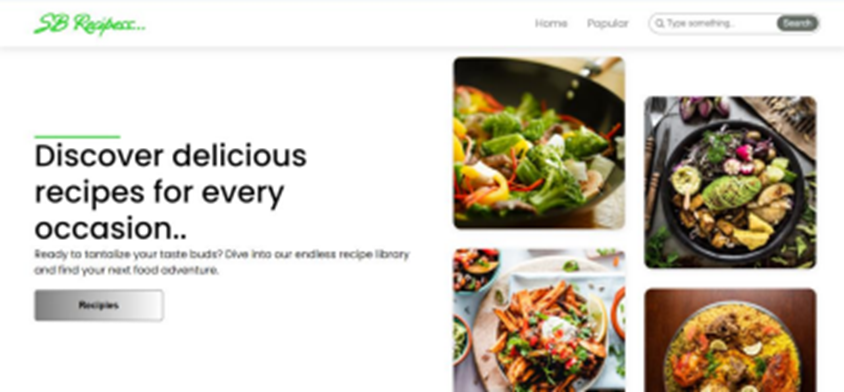 SB Recipess...
Home
Popular
Type something..
Search
Discover delicious
recipes for every
occasion..
Ready to tantalize your taste buds? Dive into our endless recipe library
and find your next food adventure.
Recipies